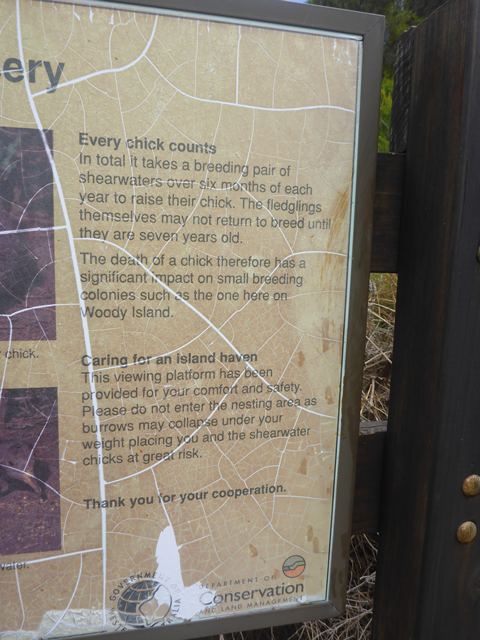 ery
Every chick counts
In total it takes a breeding pair of
shearwaters over six months of each
year to raise their chick. The fledglings
themselves may not return to breed until
they are seven years old.
The death of a chick therefore has a
significant impact on small breeding
colonies such as the one here on
Woody Island.
chick.
Caring for an island haven
This viewing platform has been
provided for your comfort and safety.
Please do not enter the nesting area as
burrows may collapse under your
weight placing you and the shearwater
chicks at great risk.
Thank you for your cooperation.
water.
GOVERNMENT
DEPARTMENT OF
Conservation
AND LAND MANAGEMENT